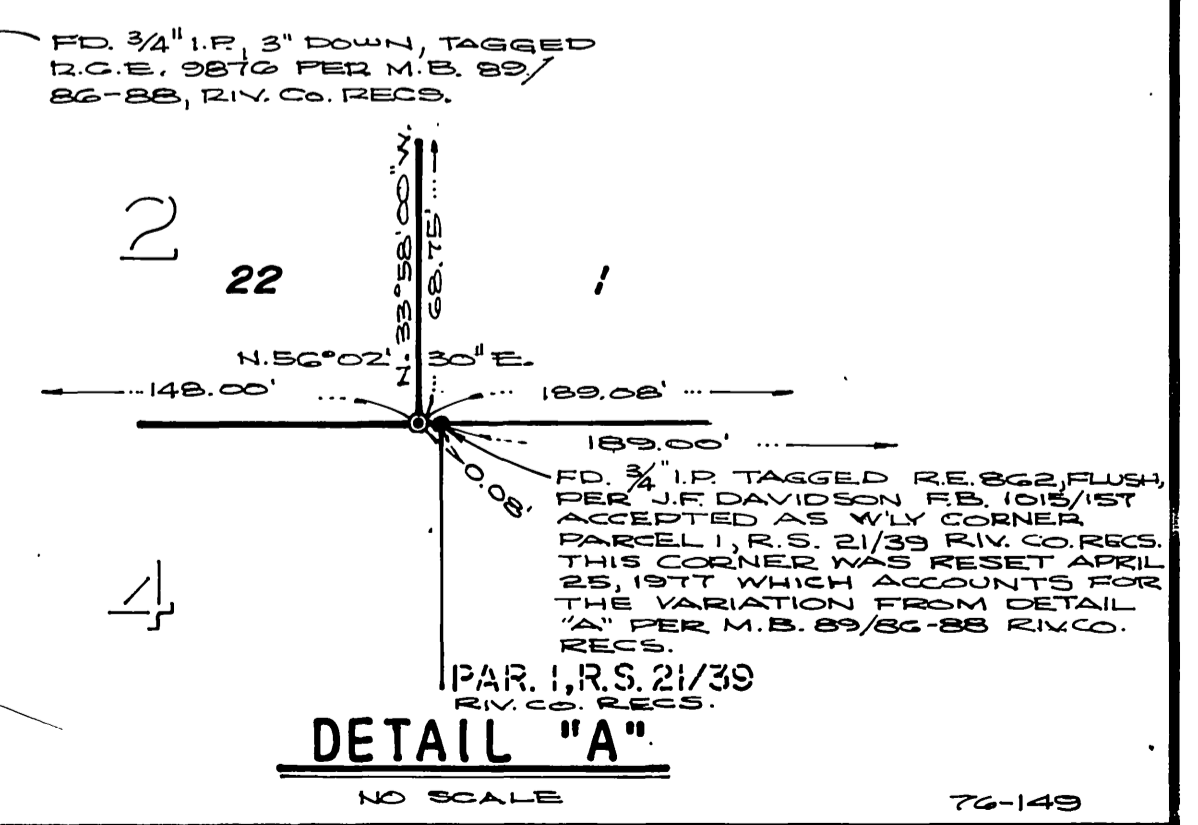 FD. 3/4" I.P., 3" DOWN, TAGGED
R.C.E. 9876 PER M.B. 89/
86-88, RIV. CO. RECS.
2
22
1
N. 33°58'00" W.
68.75'
N. 56°02' 30" E.
148.00'
189.08'
189.00'
0.08'
FD. 3/4" I.P. TAGGED R.E. 862, FLUSH,
PER J.F. DAVIDSON F.B. 1015/157
ACCEPTED AS W'LY CORNER
PARCEL 1, R.S. 21/39 RIV. CO. RECS.
THIS CORNER WAS RESET APRIL
25, 1977 WHICH ACCOUNTS FOR
THE VARIATION FROM DETAIL
"A" PER M.B. 89/86-88 RIV. CO.
RECS.
4
PAR. 1, R.S. 21/39
RIV. CO. RECS.
DETAIL "A"
NO SCALE
76-149